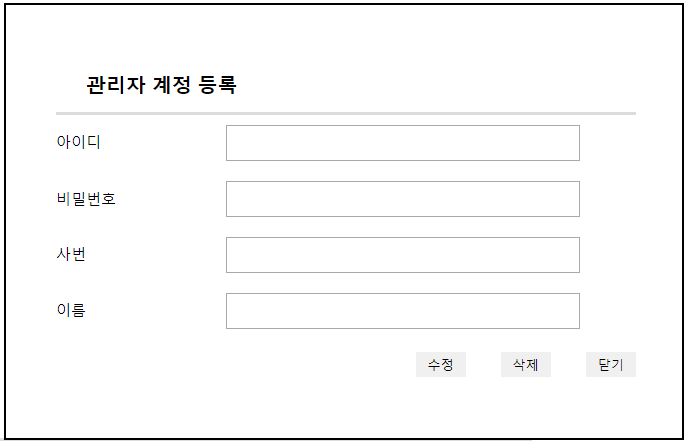 관리자 계정 등록
아이디
비밀번호
사번
이름
수정 삭제 닫기